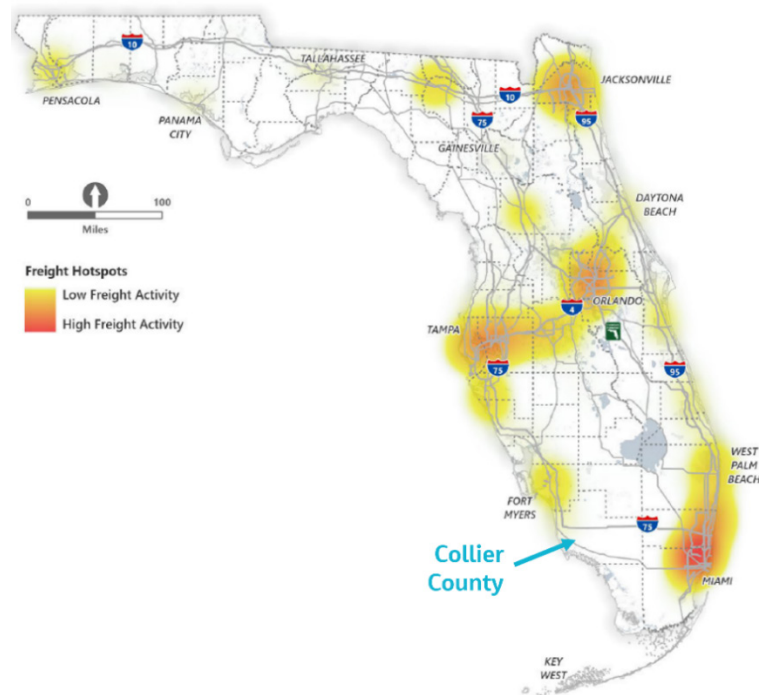 10
TALLAHASSEE
JACKSONVILLE
PENSACOLA
10
PANAMA
CITY
75
95
GAINESVILLE
0
100
Miles
DAYTONA
BEACH
Freight Hotspots
Low Freight Activity
High Freight Activity
ORLANDO
4
TAMPA
75
95
WEST
PALM
BEACH
FORT
MYERS
75
Collier
County
MIAMI
KEY
WEST